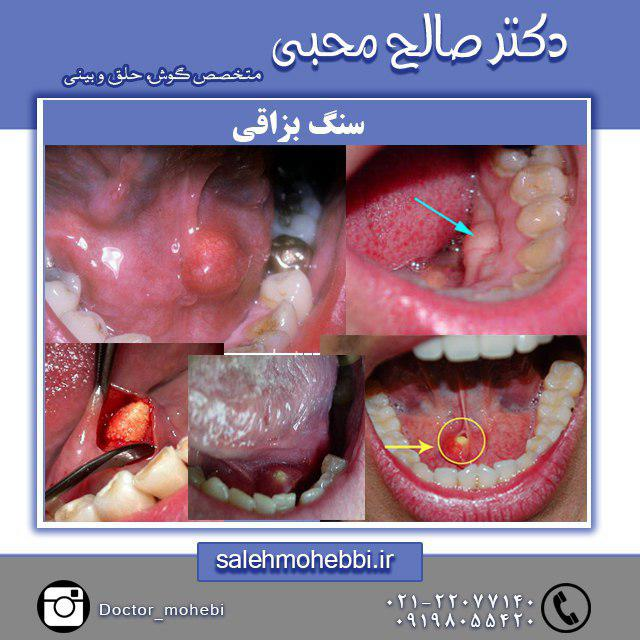 دکتر صالح محبی
متخصص گوش، حلق و بینی
سنگ بزاقی
salehmohebbi.ir
Doctor_mohebi
۰۲۱-۲۲۰۷۷۱۴۰
۰۹۱۹۸۰۵۵۴۲۰